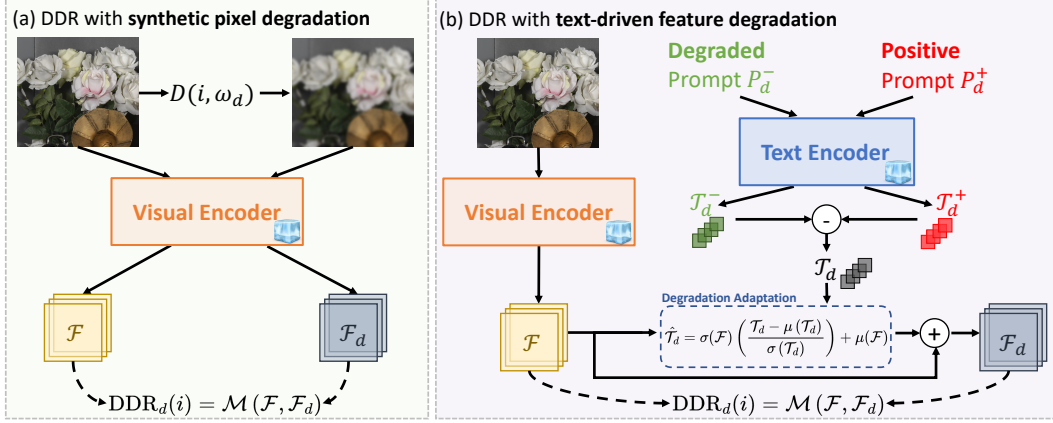 (a) DDR with synthetic pixel degradation
D(i, ω_d)
Visual Encoder
ℱ
ℱ_d
DDR_d(i) = ℳ (ℱ, ℱ_d)
(b) DDR with text-driven feature degradation
Degraded
Prompt P_d^-
Positive
Prompt P_d^+
Text Encoder
Visual Encoder
𝒯_d^-
-
𝒯_d^+
𝒯_d
Degradation Adaptation
𝒯̂_d = σ(ℱ) ( (𝒯_d − μ (𝒯_d)) / σ (𝒯_d) ) + μ(ℱ)
+
ℱ
ℱ_d
DDR_d(i) = ℳ (ℱ, ℱ_d)